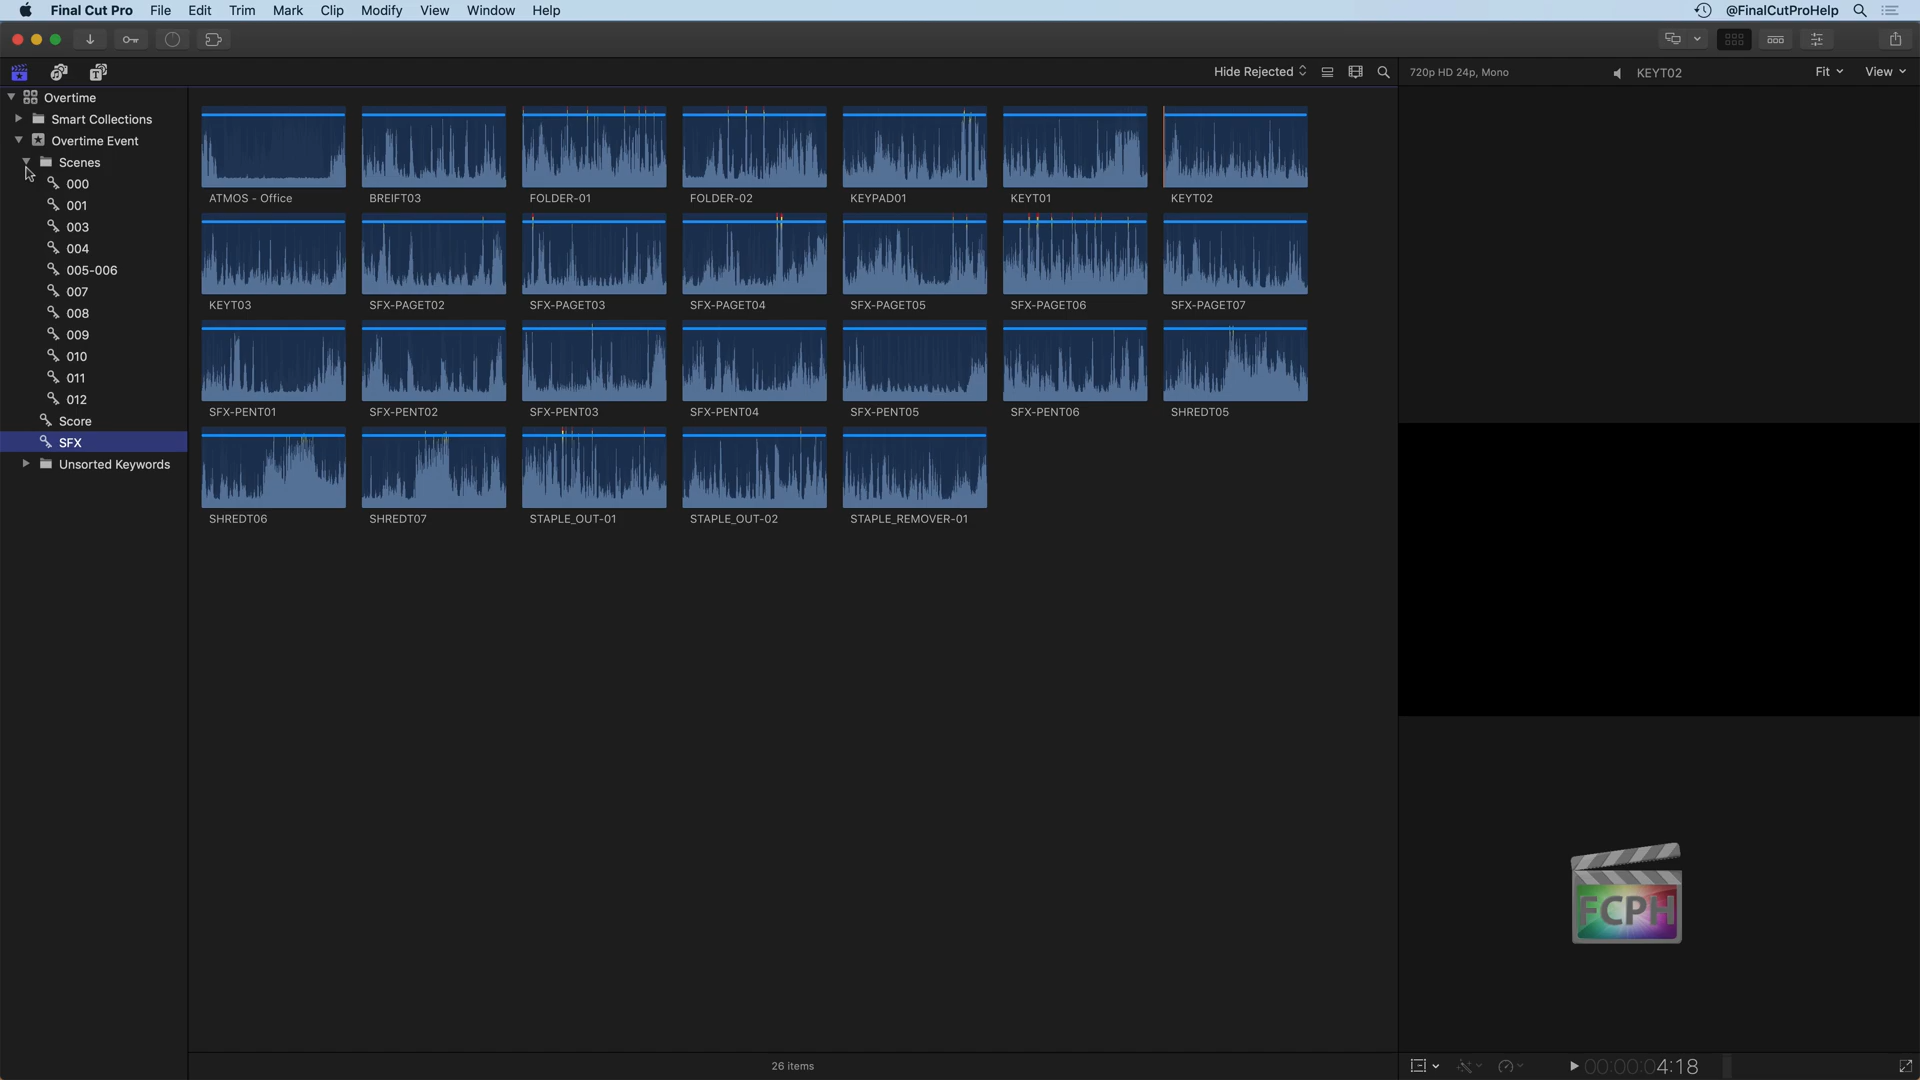 Final Cut Pro File Edit Trim Mark Clip Modify View Window Help @FinalCutProHelp
Hide Rejected 720p HD 24p, Mono KEYT02 Fit View
Overtime
Smart Collections
Overtime Event
Scenes
000
001
003
004
005-006
007
008
009
010
011
012
Score
SFX
Unsorted Keywords
ATMOS - Office BREIFT03 FOLDER-01 FOLDER-02 KEYPAD01 KEYT01 KEYT02
KEYT03 SFX-PAGET02 SFX-PAGET03 SFX-PAGET04 SFX-PAGET05 SFX-PAGET06 SFX-PAGET07
SFX-PENT01 SFX-PENT02 SFX-PENT03 SFX-PENT04 SFX-PENT05 SFX-PENT06 SHREDT05
SHREDT06 SHREDT07 STAPLE_OUT-01 STAPLE_OUT-02 STAPLE_REMOVER-01
FCPH
26 items 00:00:04:18